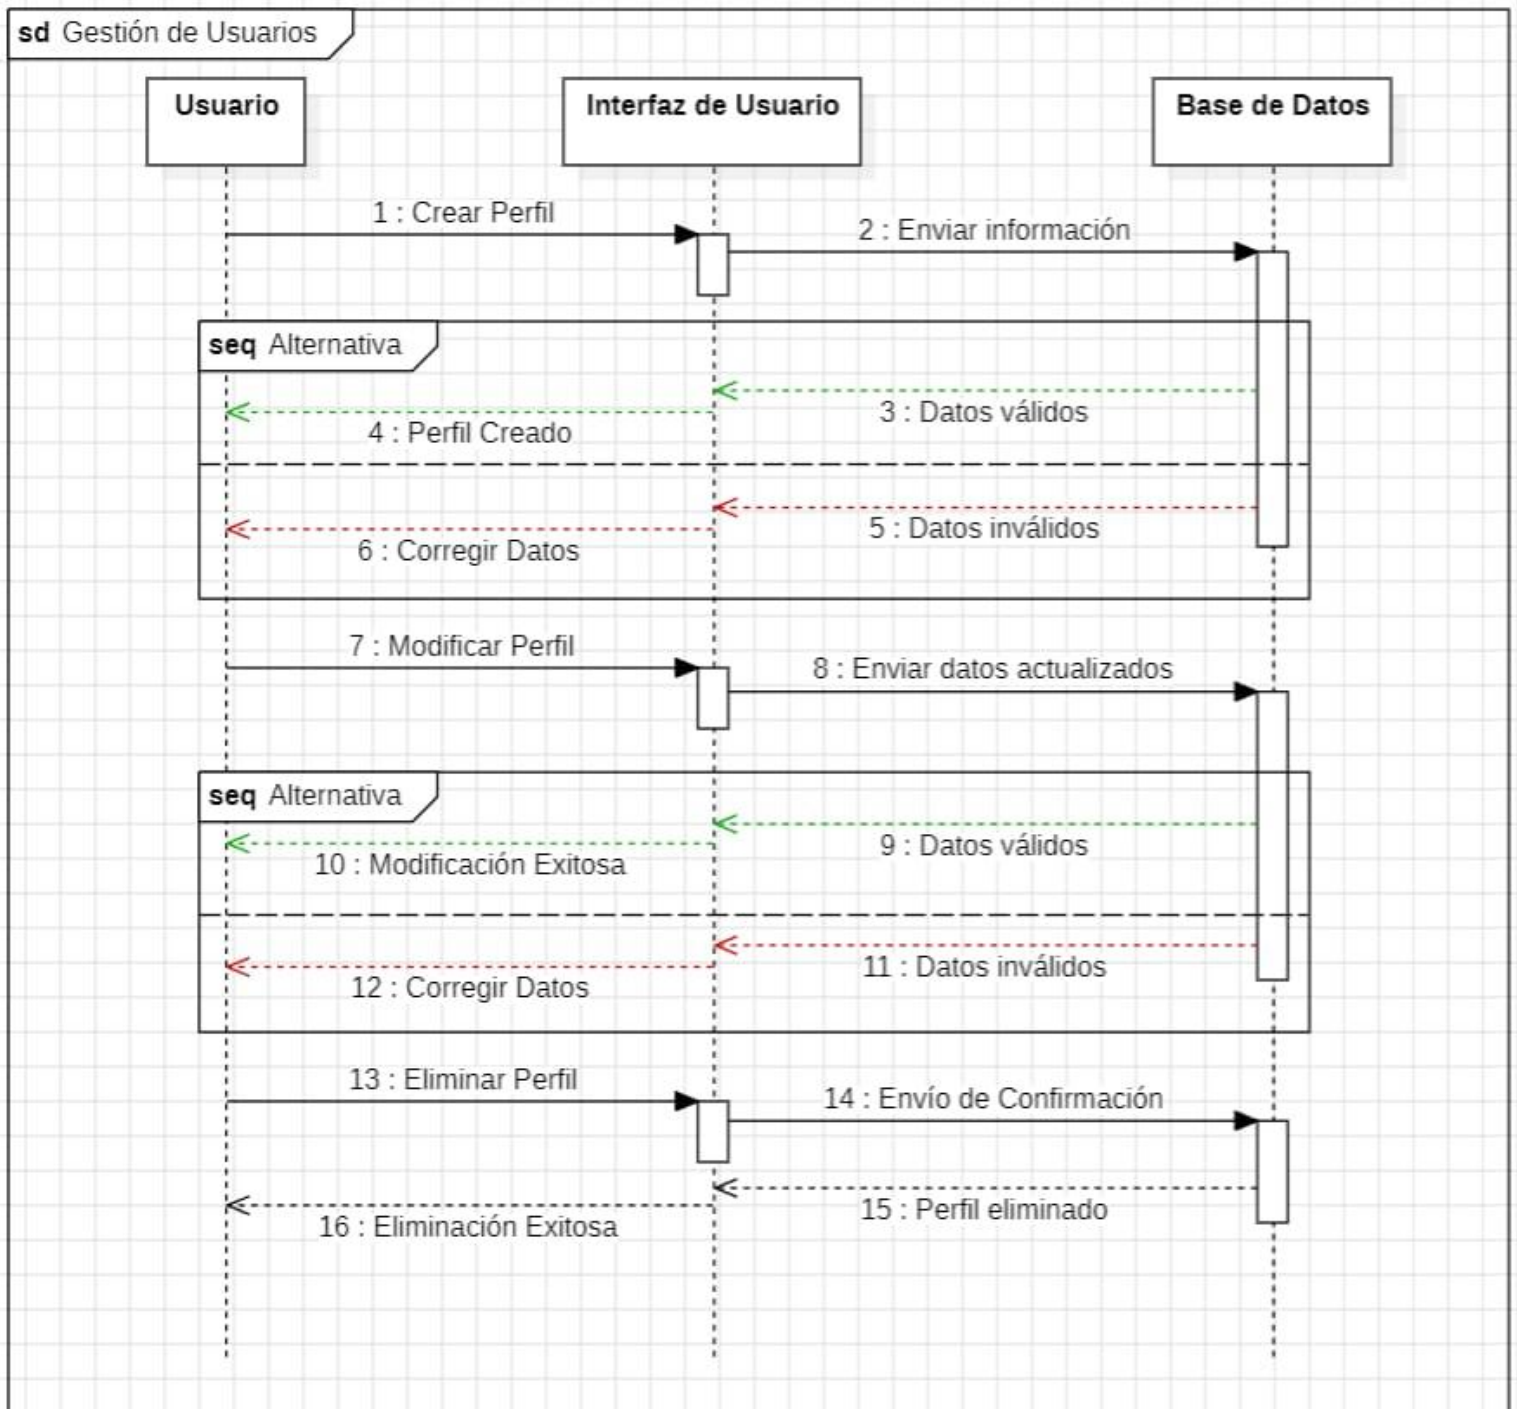 sd Gestión de Usuarios
Usuario
Interfaz de Usuario
Base de Datos
1 : Crear Perfil
2 : Enviar información
seq Alternativa
3 : Datos válidos
4 : Perfil Creado
5 : Datos inválidos
6 : Corregir Datos
7 : Modificar Perfil
8 : Enviar datos actualizados
seq Alternativa
9 : Datos válidos
10 : Modificación Exitosa
11 : Datos inválidos
12 : Corregir Datos
13 : Eliminar Perfil
14 : Envío de Confirmación
15 : Perfil eliminado
16 : Eliminación Exitosa